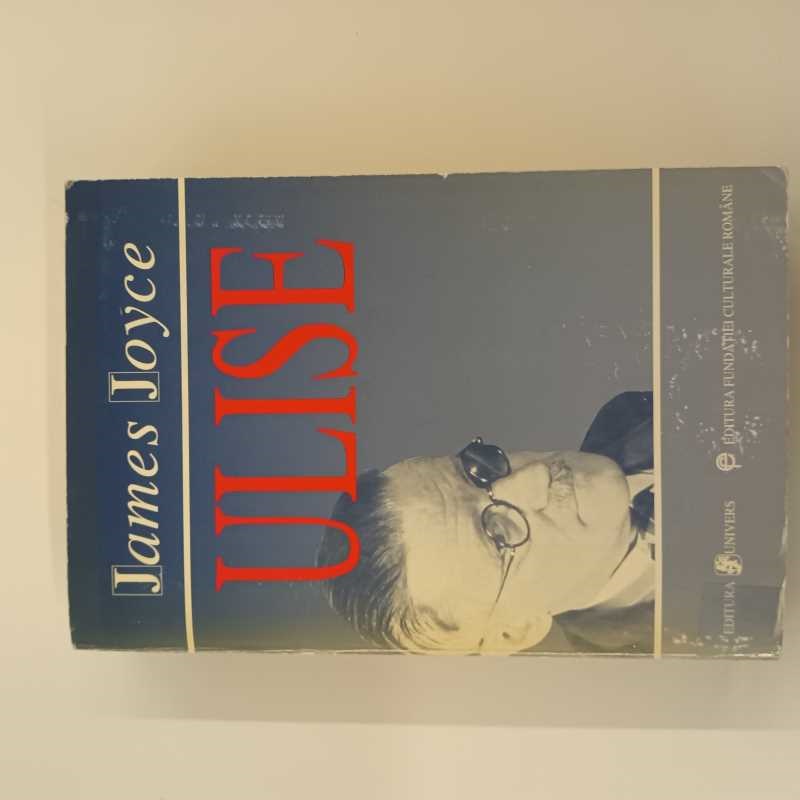 James Joyce
ULISE
EDITURA UNIVERS
EDITURA FUNDAȚIEI CULTURALE ROMÂNE